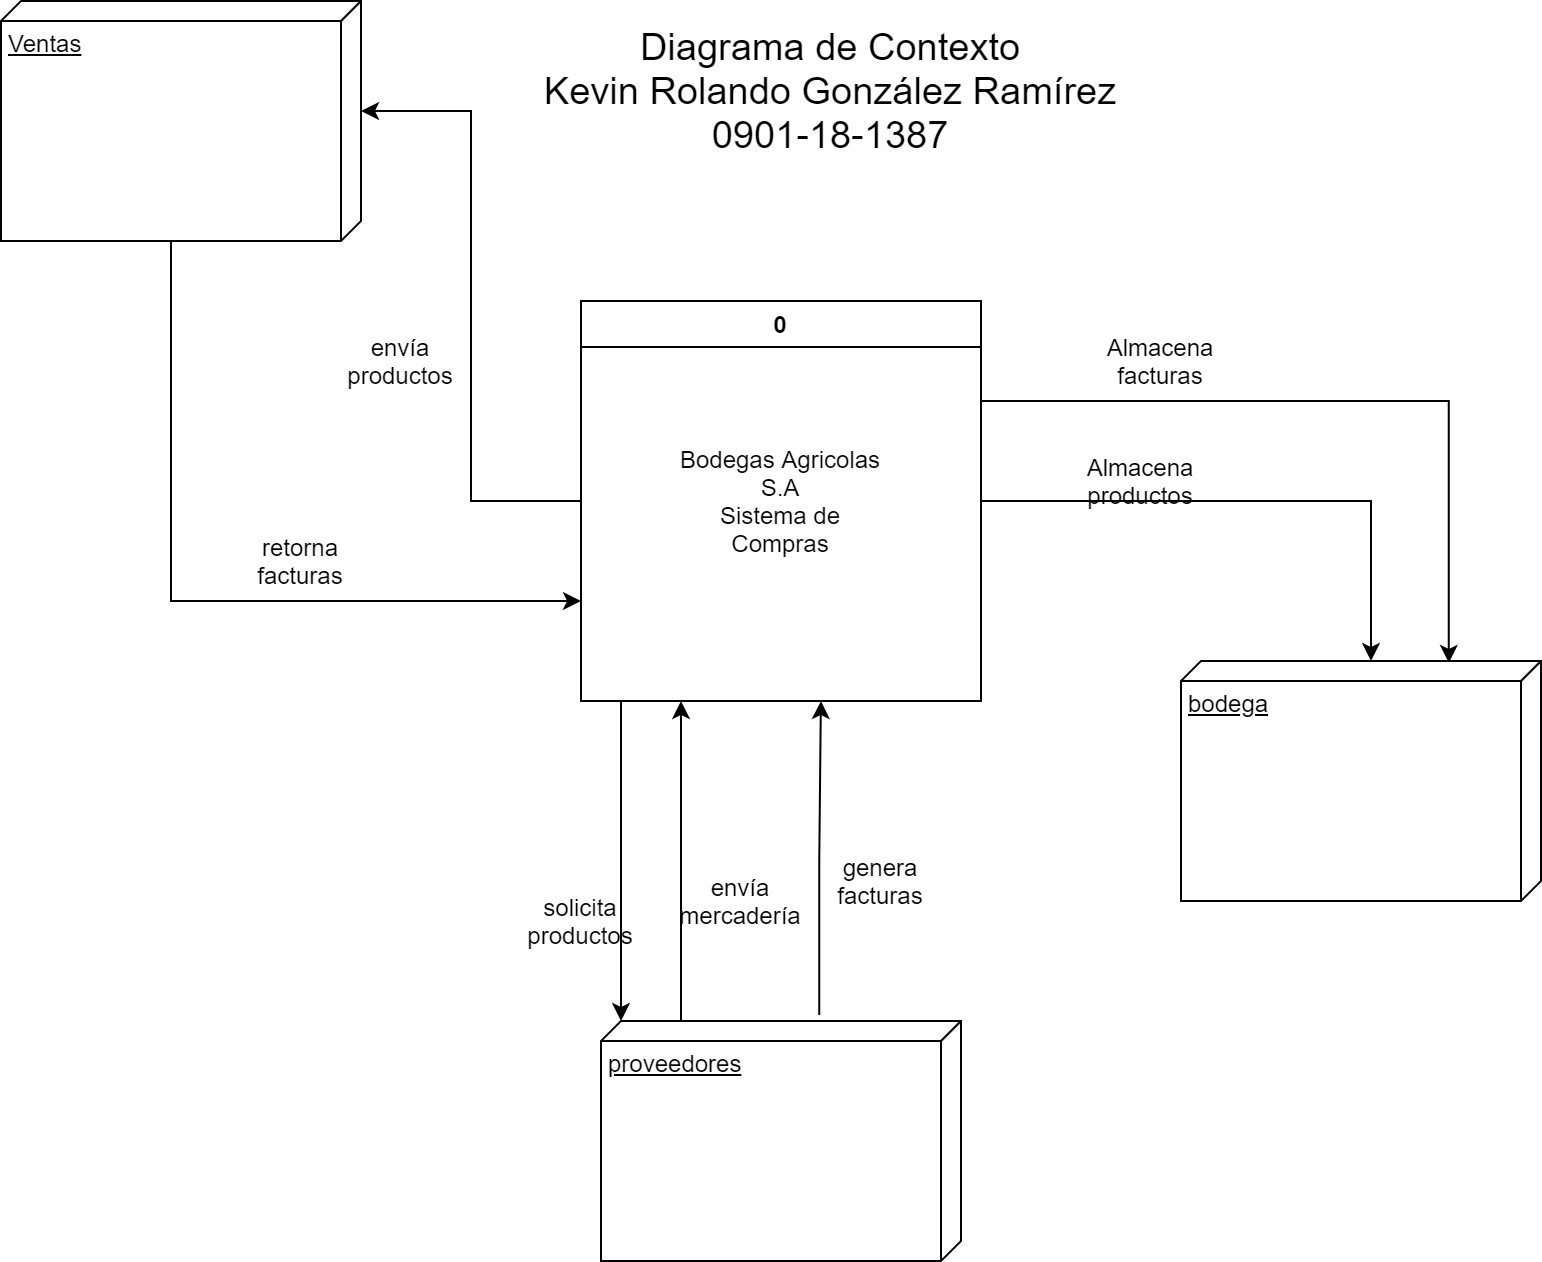 Diagrama de Contexto
Kevin Rolando González Ramírez
0901-18-1387
Ventas
envía
productos
retorna
facturas
0
Bodegas Agricolas
S.A
Sistema de
Compras
Almacena
facturas
Almacena
productos
bodega
solicita
productos
envía
mercadería
genera
facturas
proveedores